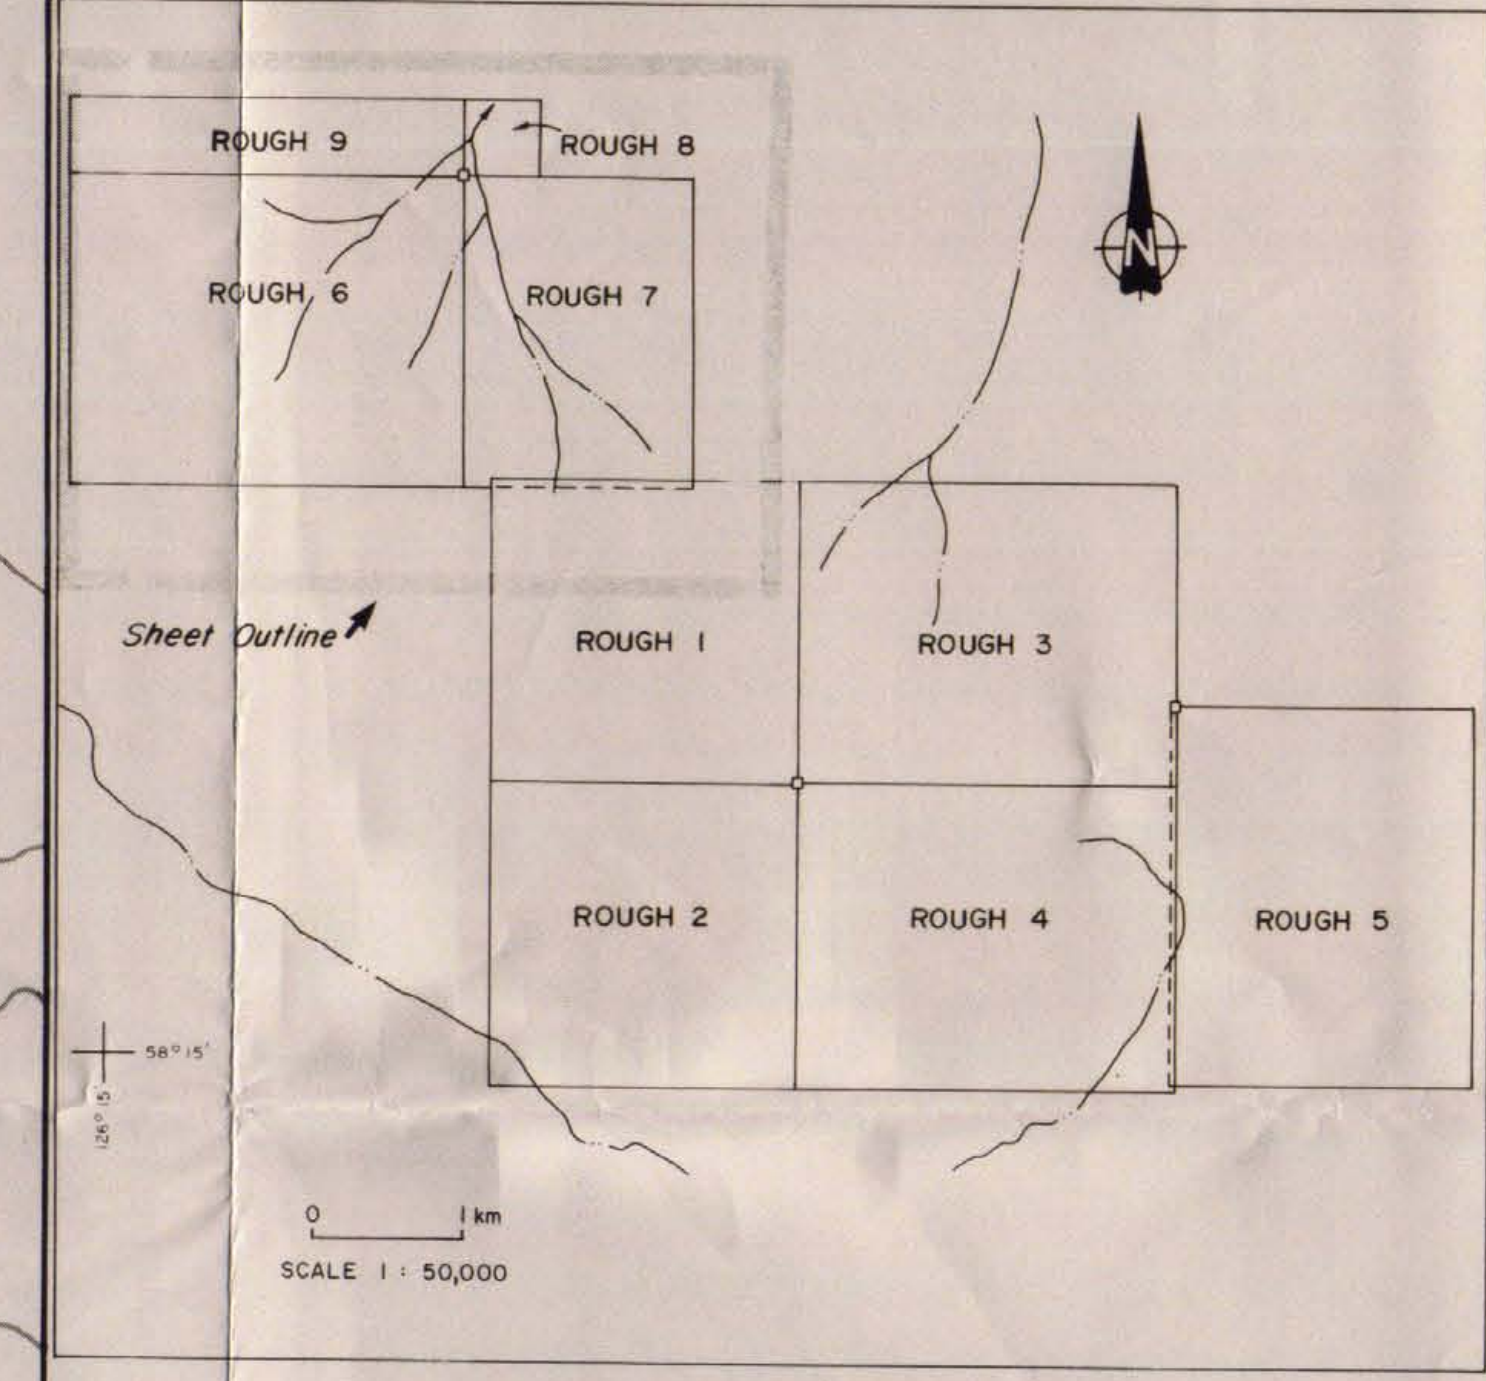 ROUGH 9
ROUGH 8
ROUGH 6
ROUGH 7
N
Sheet Outline
ROUGH 1
ROUGH 3
ROUGH 2
ROUGH 4
ROUGH 5
58° 15'
126° 15'
0 1 km
SCALE 1 : 50,000